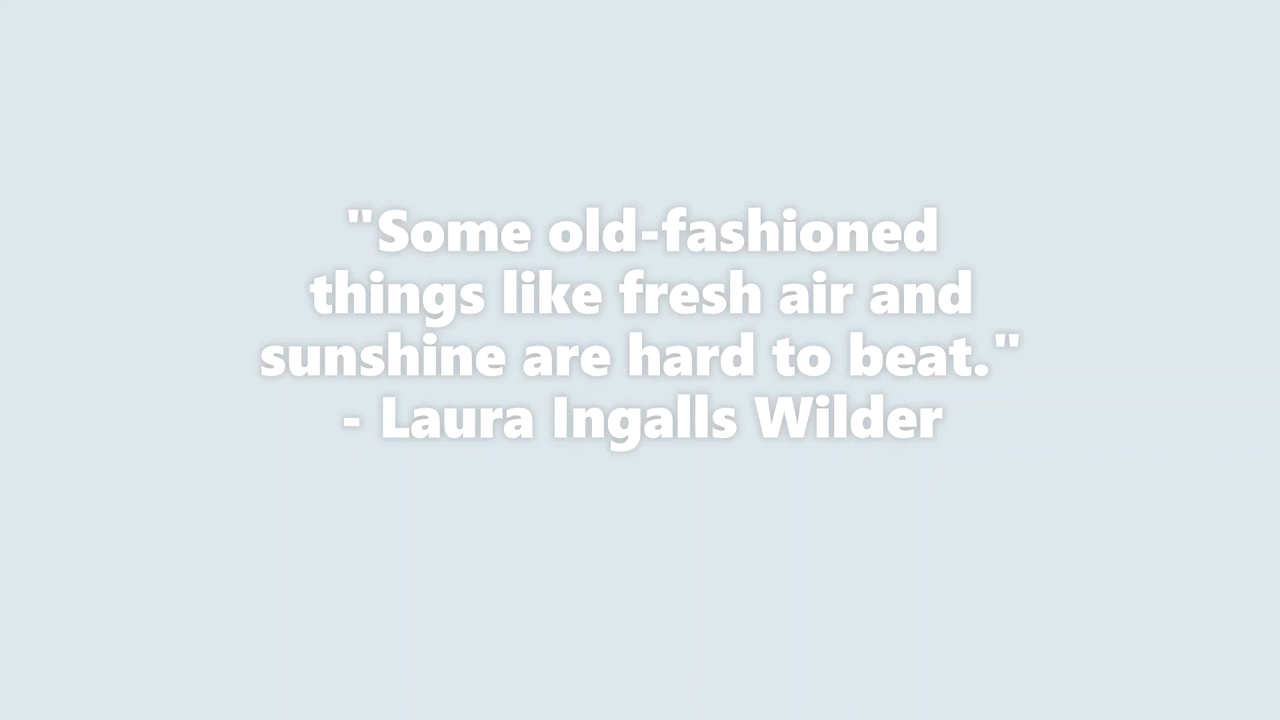 "Some old-fashioned
things like fresh air and
sunshine are hard to beat."
- Laura Ingalls Wilder